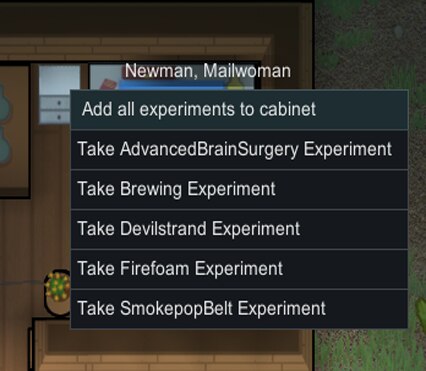 Newman, Mailwoman
Add all experiments to cabinet
Take AdvancedBrainSurgery Experiment
Take Brewing Experiment
Take Devilstrand Experiment
Take Firefoam Experiment
Take SmokepopBelt Experiment